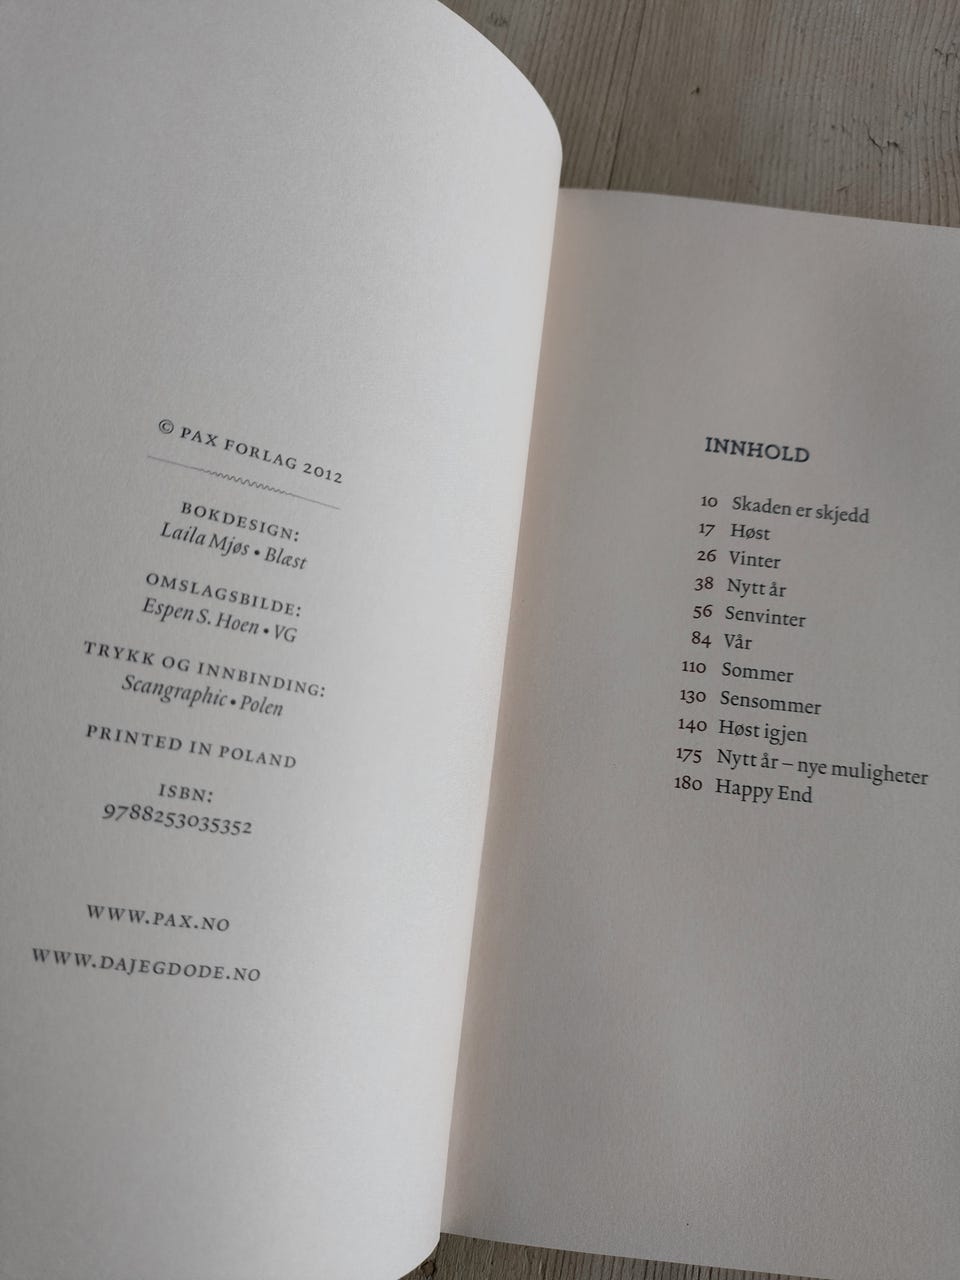 © PAX FORLAG 2012
BOKDESIGN:
Laila Mjøs • Blæst
OMSLAGSBILDE:
Espen S. Hoen • VG
TRYKK OG INNBINDING:
Scangraphic • Polen
PRINTED IN POLAND
ISBN:
9788253035352
WWW.PAX.NO
WWW.DAJEGDODE.NO
INNHOLD
10 Skaden er skjedd
17 Høst
26 Vinter
38 Nytt år
56 Senvinter
84 Vår
110 Sommer
130 Sensommer
140 Høst igjen
175 Nytt år – nye muligheter
180 Happy End